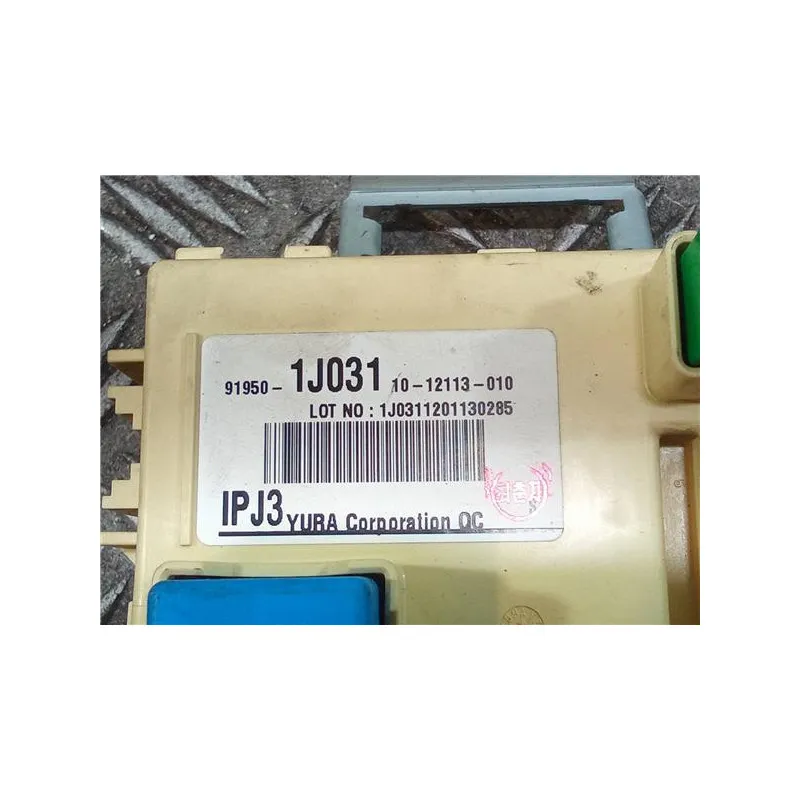 91950- 1J031 10-12113-010
LOT NO : 1J0311201130285
IPJ3 YURA Corporation QC